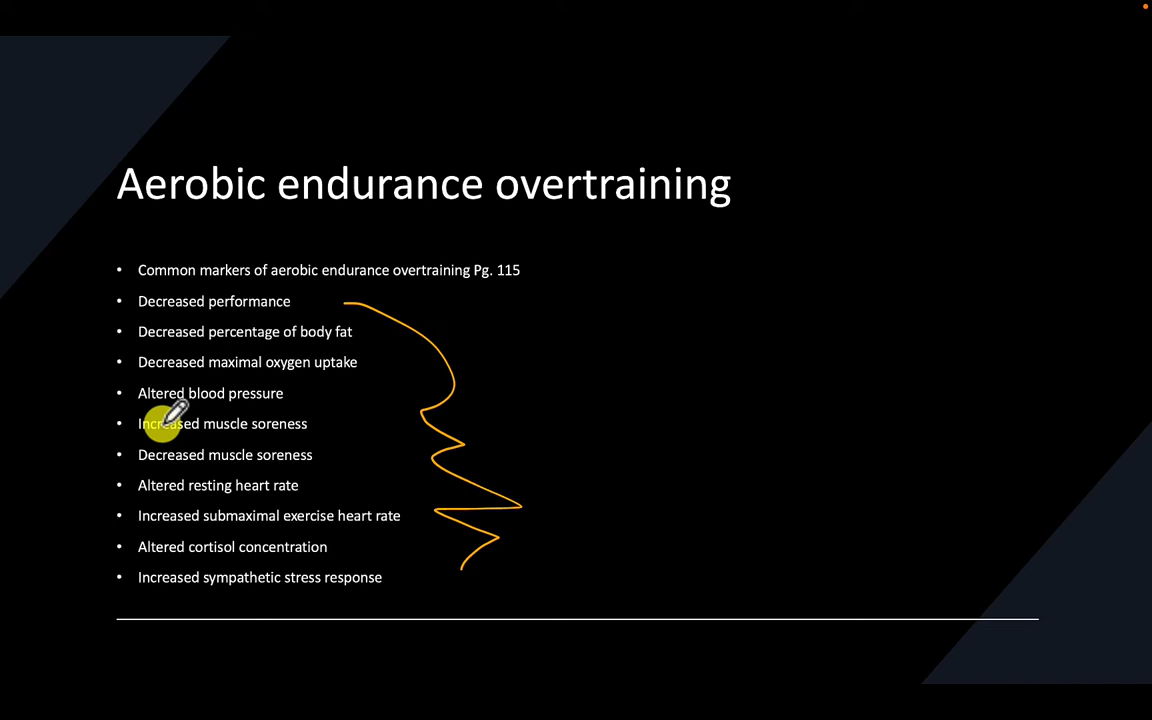 Aerobic endurance overtraining
• Common markers of aerobic endurance overtraining Pg. 115
• Decreased performance
• Decreased percentage of body fat
• Decreased maximal oxygen uptake
• Altered blood pressure
• Increased muscle soreness
• Decreased muscle soreness
• Altered resting heart rate
• Increased submaximal exercise heart rate
• Altered cortisol concentration
• Increased sympathetic stress response